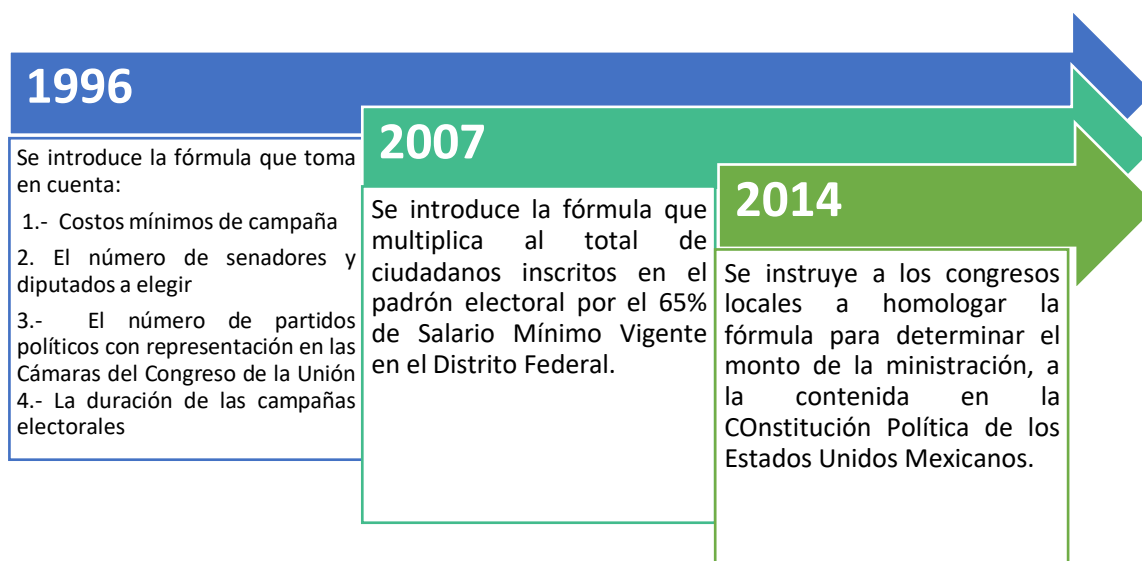 1996
Se introduce la fórmula que toma
en cuenta:
1.- Costos mínimos de campaña
2. El número de senadores y
diputados a elegir
3.- El número de partidos
políticos con representación en las
Cámaras del Congreso de la Unión
4.- La duración de las campañas
electorales
2007
Se introduce la fórmula que
multiplica al total de
ciudadanos inscritos en el
padrón electoral por el 65%
de Salario Mínimo Vigente
en el Distrito Federal.
2014
Se instruye a los congresos
locales a homologar la
fórmula para determinar el
monto de la ministración, a
la contenida en la
COnstitución Política de los
Estados Unidos Mexicanos.